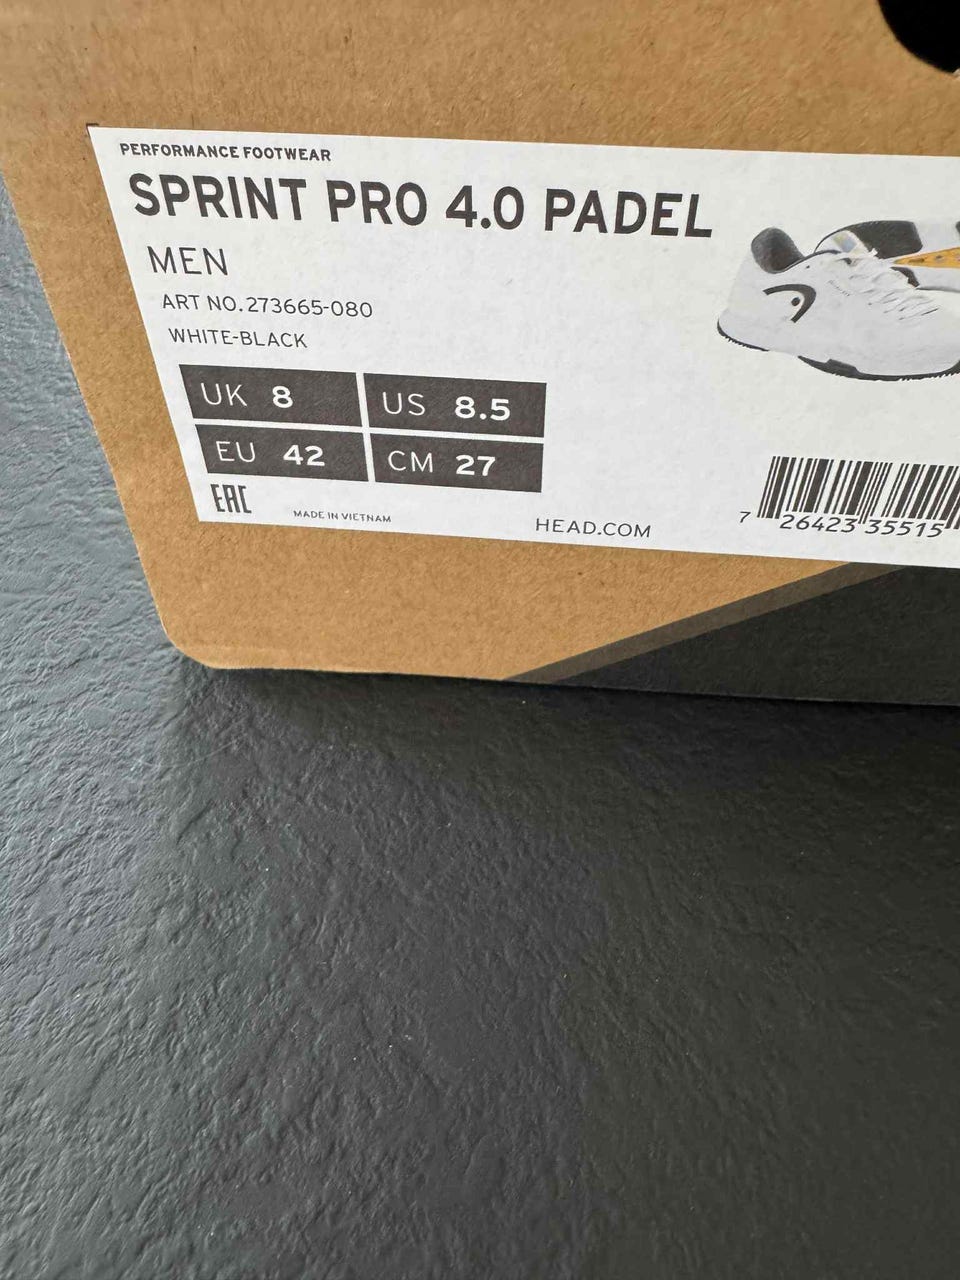 PERFORMANCE FOOTWEAR
SPRINT PRO 4.0 PADEL
MEN
ART NO. 273665-080
WHITE-BLACK
UK 8 US 8.5
EU 42 CM 27
EAC MADE IN VIETNAM HEAD.COM
7 26423 35515